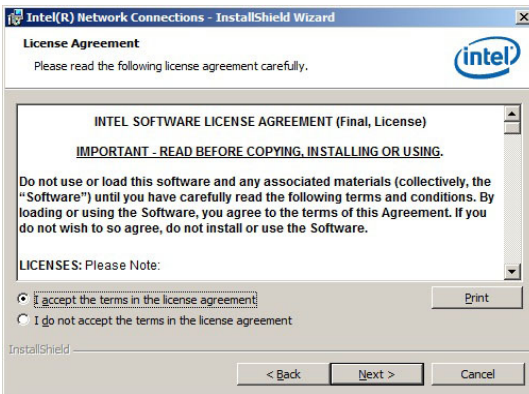 Intel(R) Network Connections - InstallShield Wizard
License Agreement
Please read the following license agreement carefully.
intel
INTEL SOFTWARE LICENSE AGREEMENT (Final, License)
IMPORTANT - READ BEFORE COPYING, INSTALLING OR USING.
Do not use or load this software and any associated materials (collectively, the
“Software”) until you have carefully read the following terms and conditions. By
loading or using the Software, you agree to the terms of this Agreement. If you
do not wish to so agree, do not install or use the Software.
LICENSES: Please Note:
I accept the terms in the license agreement
Print
I do not accept the terms in the license agreement
InstallShield
< Back
Next >
Cancel